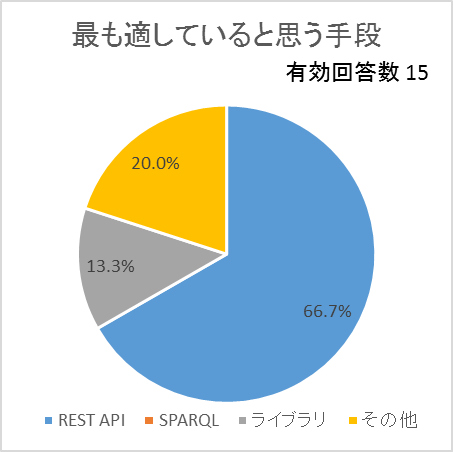 最も適していると思う手段
有効回答数 15
20.0%
13.3%
66.7%
REST API SPARQL ライブラリ その他